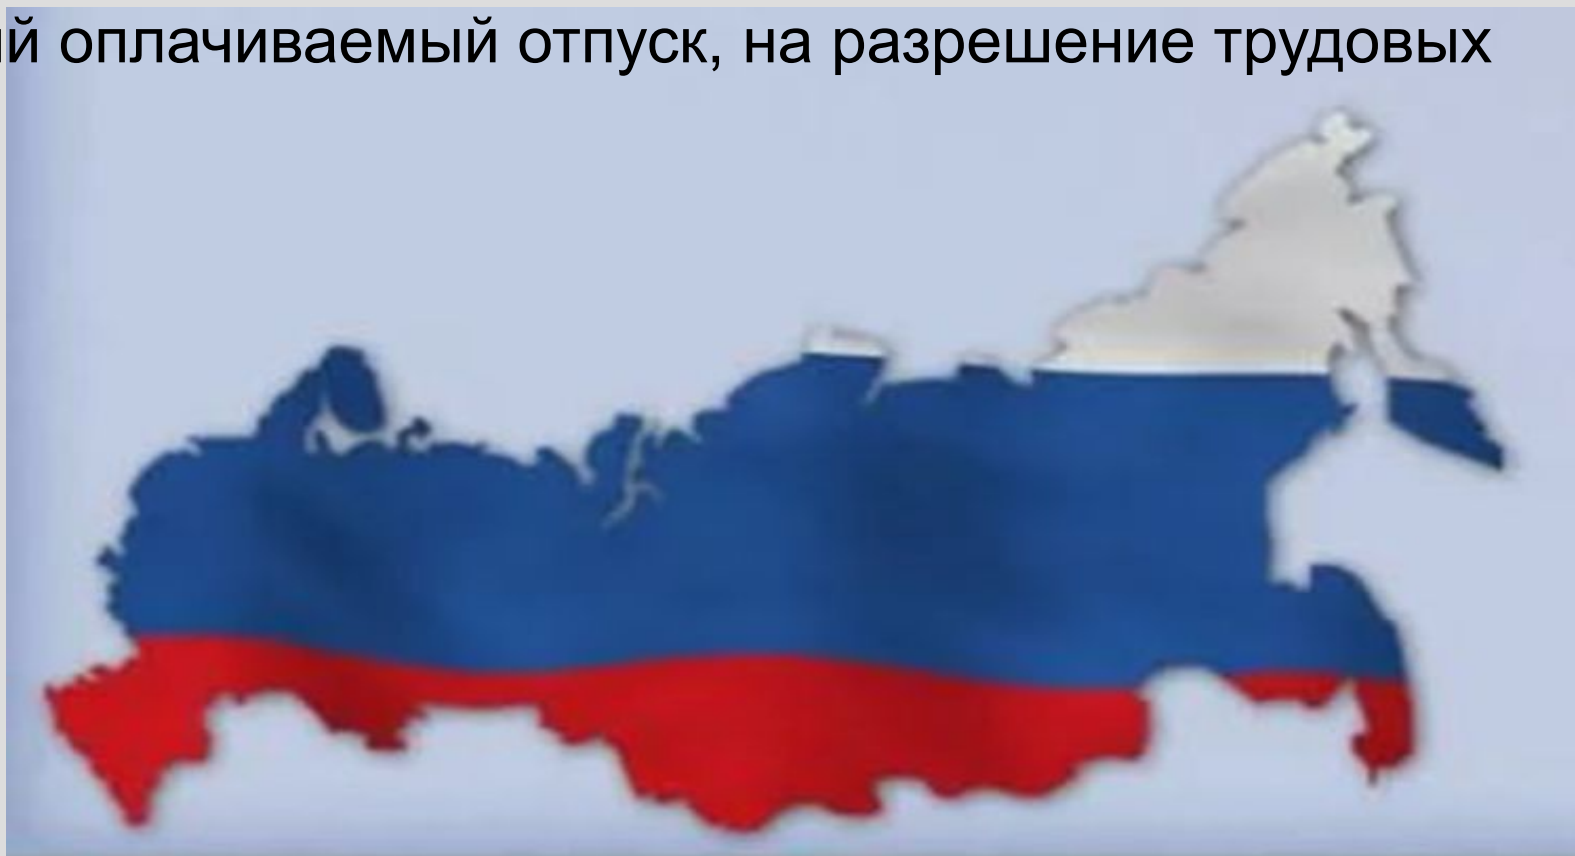 й оплачиваемый отпуск, на разрешение трудовых